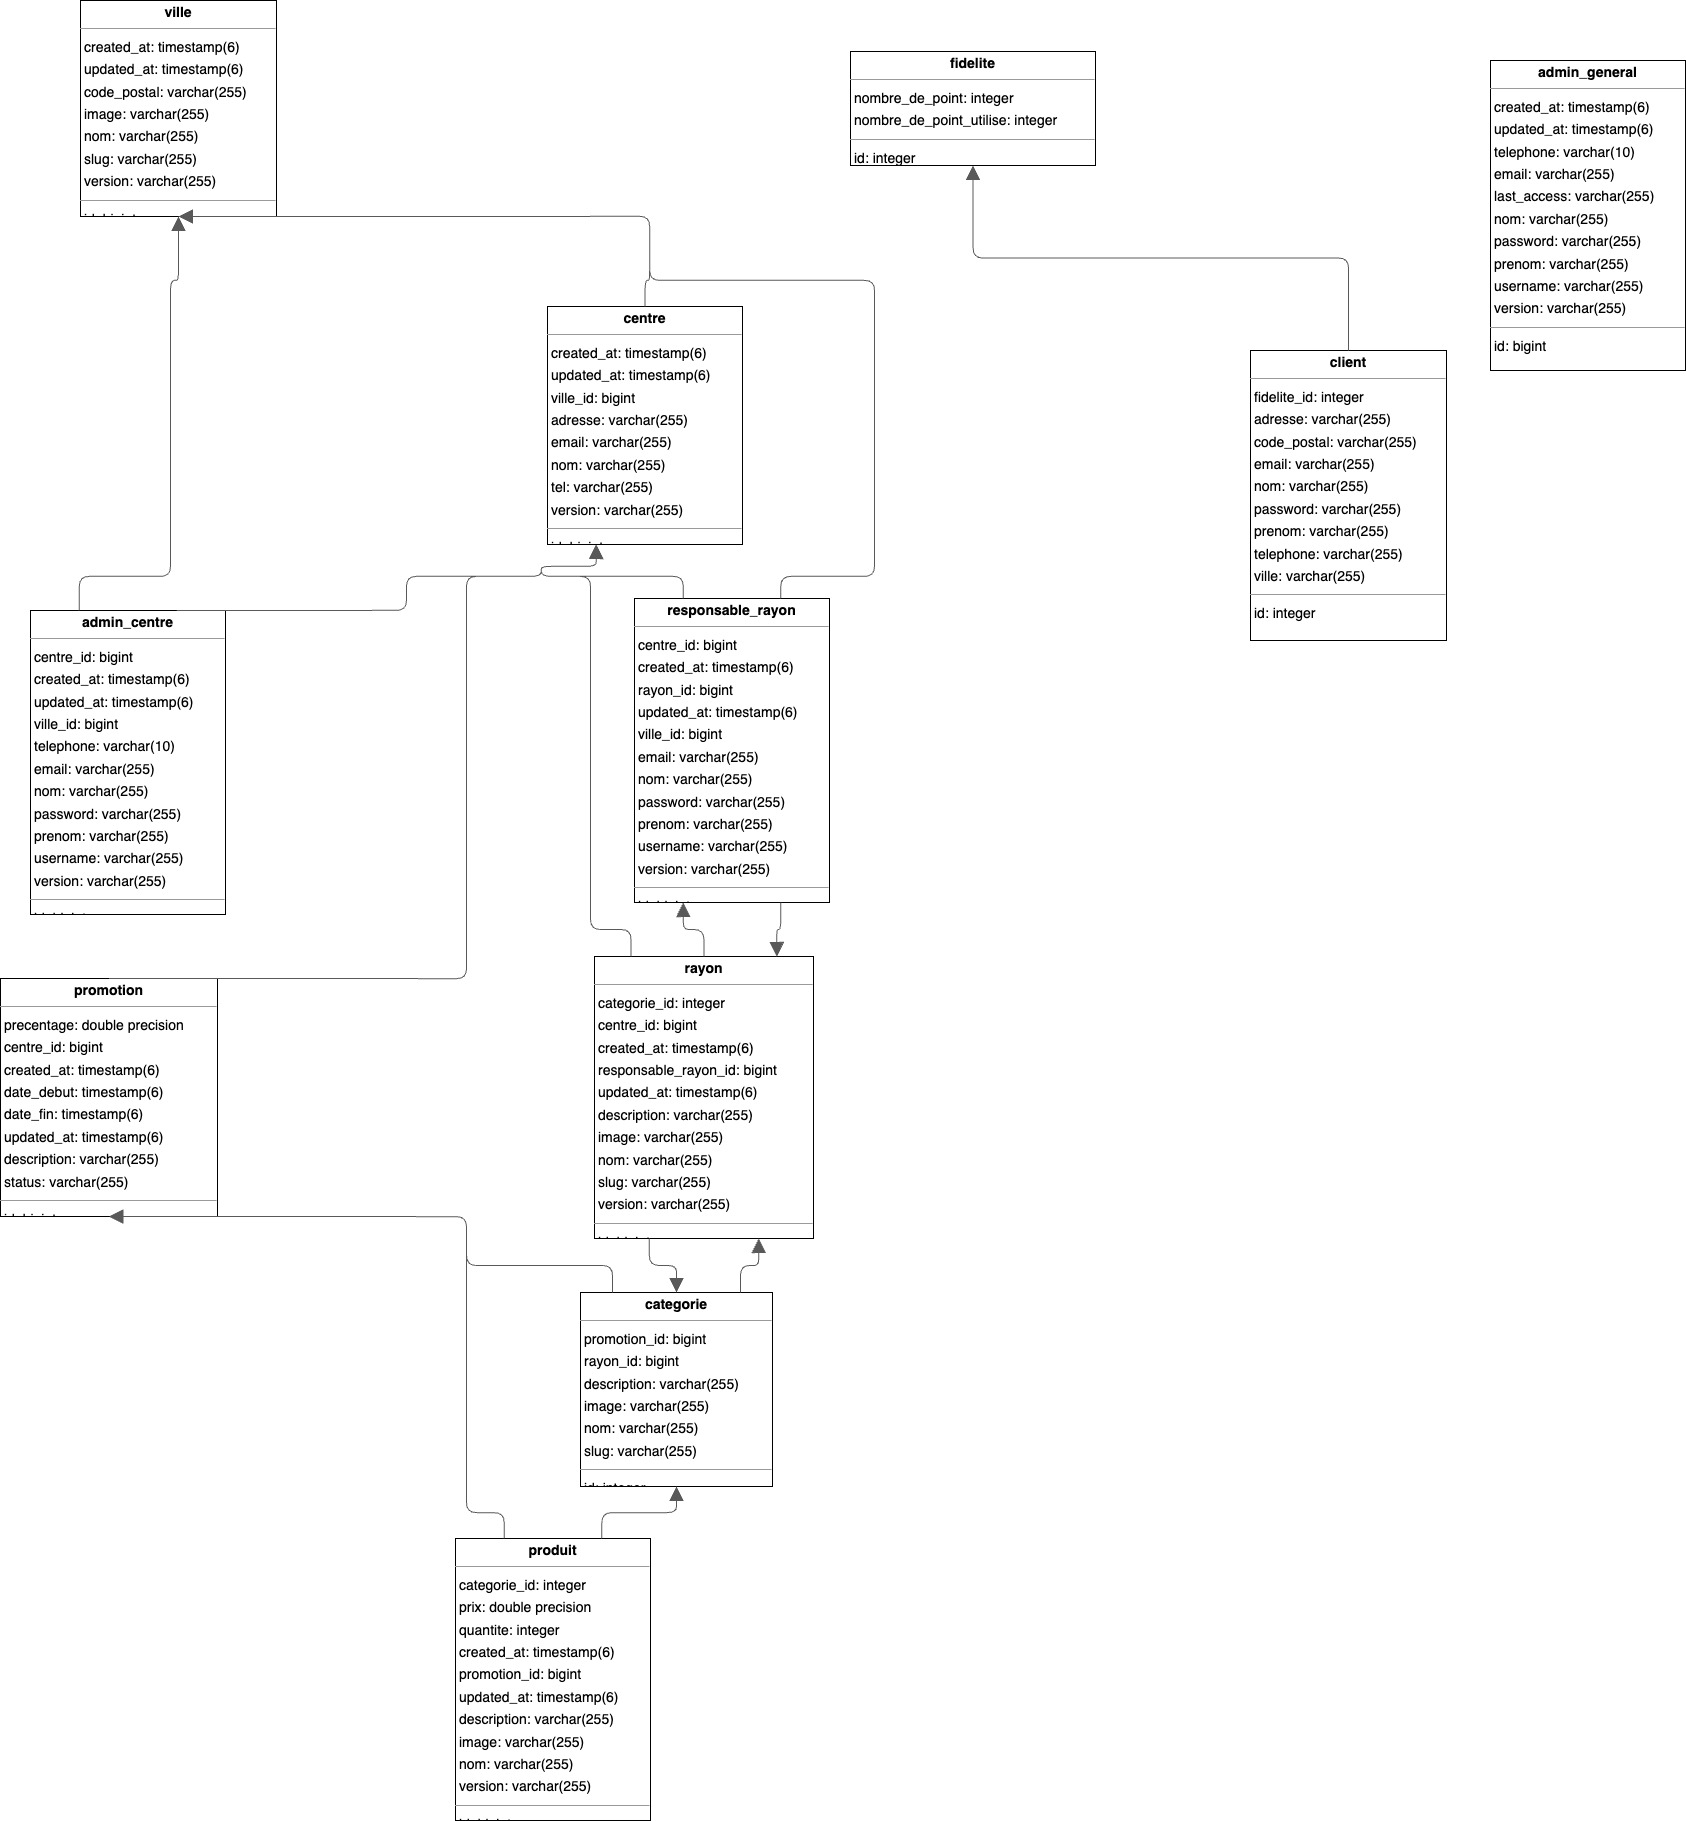 ville
created_at: timestamp(6)
updated_at: timestamp(6)
code_postal: varchar(255)
image: varchar(255)
nom: varchar(255)
slug: varchar(255)
version: varchar(255)
fidelite
nombre_de_point: integer
nombre_de_point_utilise: integer
id: integer
admin_general
created_at: timestamp(6)
updated_at: timestamp(6)
telephone: varchar(10)
email: varchar(255)
last_access: varchar(255)
nom: varchar(255)
password: varchar(255)
prenom: varchar(255)
username: varchar(255)
version: varchar(255)
id: bigint
centre
created_at: timestamp(6)
updated_at: timestamp(6)
ville_id: bigint
adresse: varchar(255)
email: varchar(255)
nom: varchar(255)
tel: varchar(255)
version: varchar(255)
client
fidelite_id: integer
adresse: varchar(255)
code_postal: varchar(255)
email: varchar(255)
nom: varchar(255)
password: varchar(255)
prenom: varchar(255)
telephone: varchar(255)
ville: varchar(255)
id: integer
admin_centre
centre_id: bigint
created_at: timestamp(6)
updated_at: timestamp(6)
ville_id: bigint
telephone: varchar(10)
email: varchar(255)
nom: varchar(255)
password: varchar(255)
prenom: varchar(255)
username: varchar(255)
version: varchar(255)
responsable_rayon
centre_id: bigint
created_at: timestamp(6)
rayon_id: bigint
updated_at: timestamp(6)
ville_id: bigint
email: varchar(255)
nom: varchar(255)
password: varchar(255)
prenom: varchar(255)
username: varchar(255)
version: varchar(255)
rayon
categorie_id: integer
centre_id: bigint
created_at: timestamp(6)
responsable_rayon_id: bigint
updated_at: timestamp(6)
description: varchar(255)
image: varchar(255)
nom: varchar(255)
slug: varchar(255)
version: varchar(255)
promotion
precentage: double precision
centre_id: bigint
created_at: timestamp(6)
date_debut: timestamp(6)
date_fin: timestamp(6)
updated_at: timestamp(6)
description: varchar(255)
status: varchar(255)
categorie
promotion_id: bigint
rayon_id: bigint
description: varchar(255)
image: varchar(255)
nom: varchar(255)
slug: varchar(255)
produit
categorie_id: integer
prix: double precision
quantite: integer
created_at: timestamp(6)
promotion_id: bigint
updated_at: timestamp(6)
description: varchar(255)
image: varchar(255)
nom: varchar(255)
version: varchar(255)